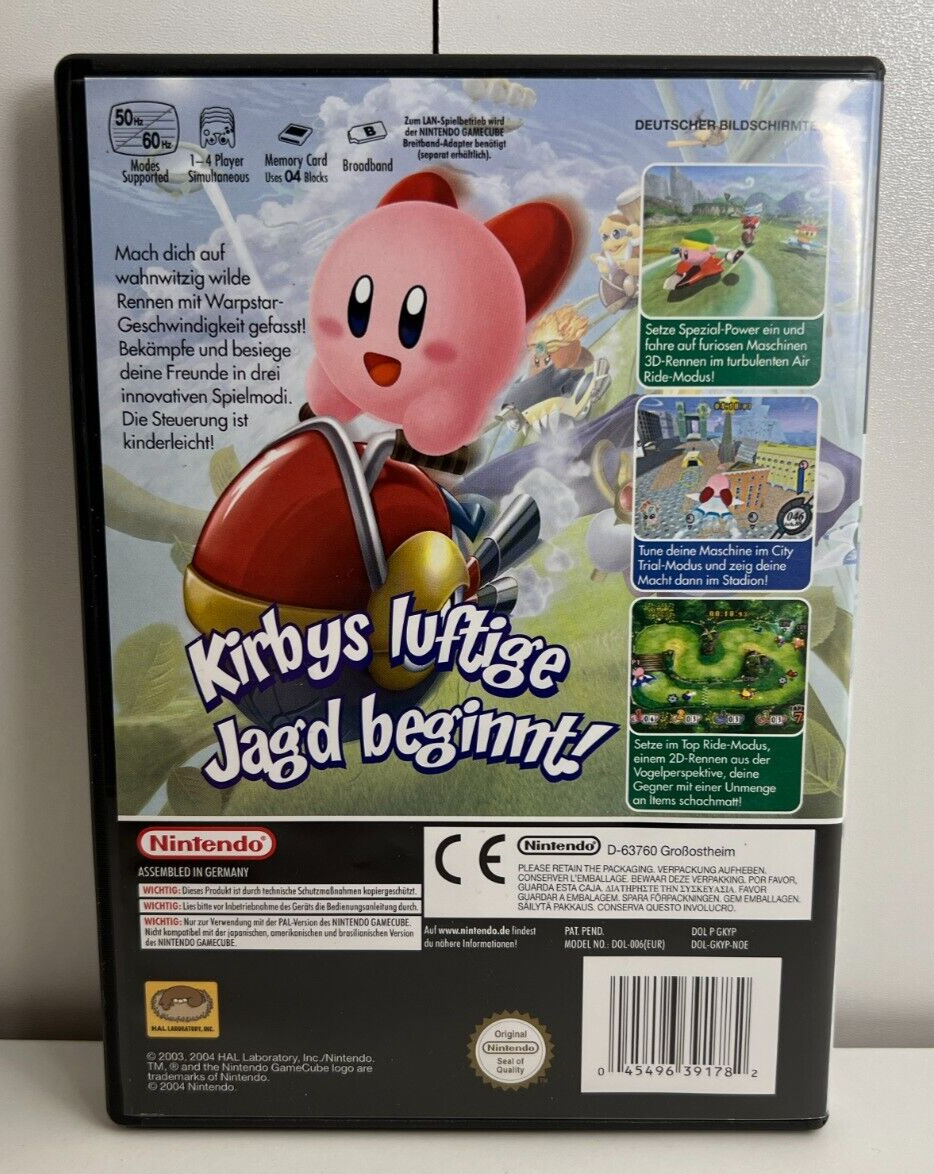 50Hz
60Hz
Modes
Supported
1–4 Player
Simultaneous
Memory Card
Uses 04 Blocks
B
Broadband
Zum LAN-Spielbetrieb wird
der NINTENDO GAMECUBE
Breitband-Adapter benötigt
(separat erhältlich).
DEUTSCHER BILDSCHIRMTE
Mach dich auf
wahnwitzig wilde
Rennen mit Warpstar-
Geschwindigkeit gefasst!
Bekämpfe und besiege
deine Freunde in drei
innovativen Spielmodi.
Die Steuerung ist
kinderleicht!
Setze Spezial-Power ein und
fahre auf furiosen Maschinen
3D-Rennen im turbulenten Air
Ride-Modus!
046
Tune deine Maschine im City
Trial-Modus und zeig deine
Macht dann im Stadion!
Setze im Top Ride-Modus,
einem 2D-Rennen aus der
Vogelperspektive, deine
Gegner mit einer Unmenge
an Items schachmatt!
Kirbys luftige
Jagd beginnt!
Nintendo®
ASSEMBLED IN GERMANY
WICHTIG: Dieses Produkt ist durch technische Schutzmaßnahmen kopiergeschützt.
WICHTIG: Lies bitte vor Inbetriebnahme des Geräts die Bedienungsanleitung durch.
WICHTIG: Nur zur Verwendung mit der PAL-Version des NINTENDO GAMECUBE.
Nicht kompatibel mit der japanischen, amerikanischen und brasilianischen Version
des NINTENDO GAMECUBE.
CE
Nintendo® D-63760 Großostheim
PLEASE RETAIN THE PACKAGING. VERPACKUNG AUFHEBEN.
CONSERVER L'EMBALLAGE. BEWAAR DEZE VERPAKKING. POR FAVOR,
GUARDA ESTA CAJA. ΔΙΑΤΗΡΗΣΤΕ ΤΗΝ ΣΥΣΚΕΥΑΣΙΑ. FAVOR
GUARDAR A EMBALAGEM. SPARA FÖRPACKNINGEN. GEM EMBALLAGEN.
SÄILYTÄ PAKKAUS. CONSERVA QUESTO INVOLUCRO.
Auf www.nintendo.de findest
du nähere Informationen!
PAT. PEND.
MODEL NO.: DOL-006(EUR)
DOL P GKYP
DOL-GKYP-NOE
HAL LABORATORY, INC.
© 2003, 2004 HAL Laboratory, Inc./Nintendo.
TM, ® and the Nintendo GameCube logo are
trademarks of Nintendo.
© 2004 Nintendo.
Original
Nintendo
Seal of
Quality
TM
0 45496 39178 2